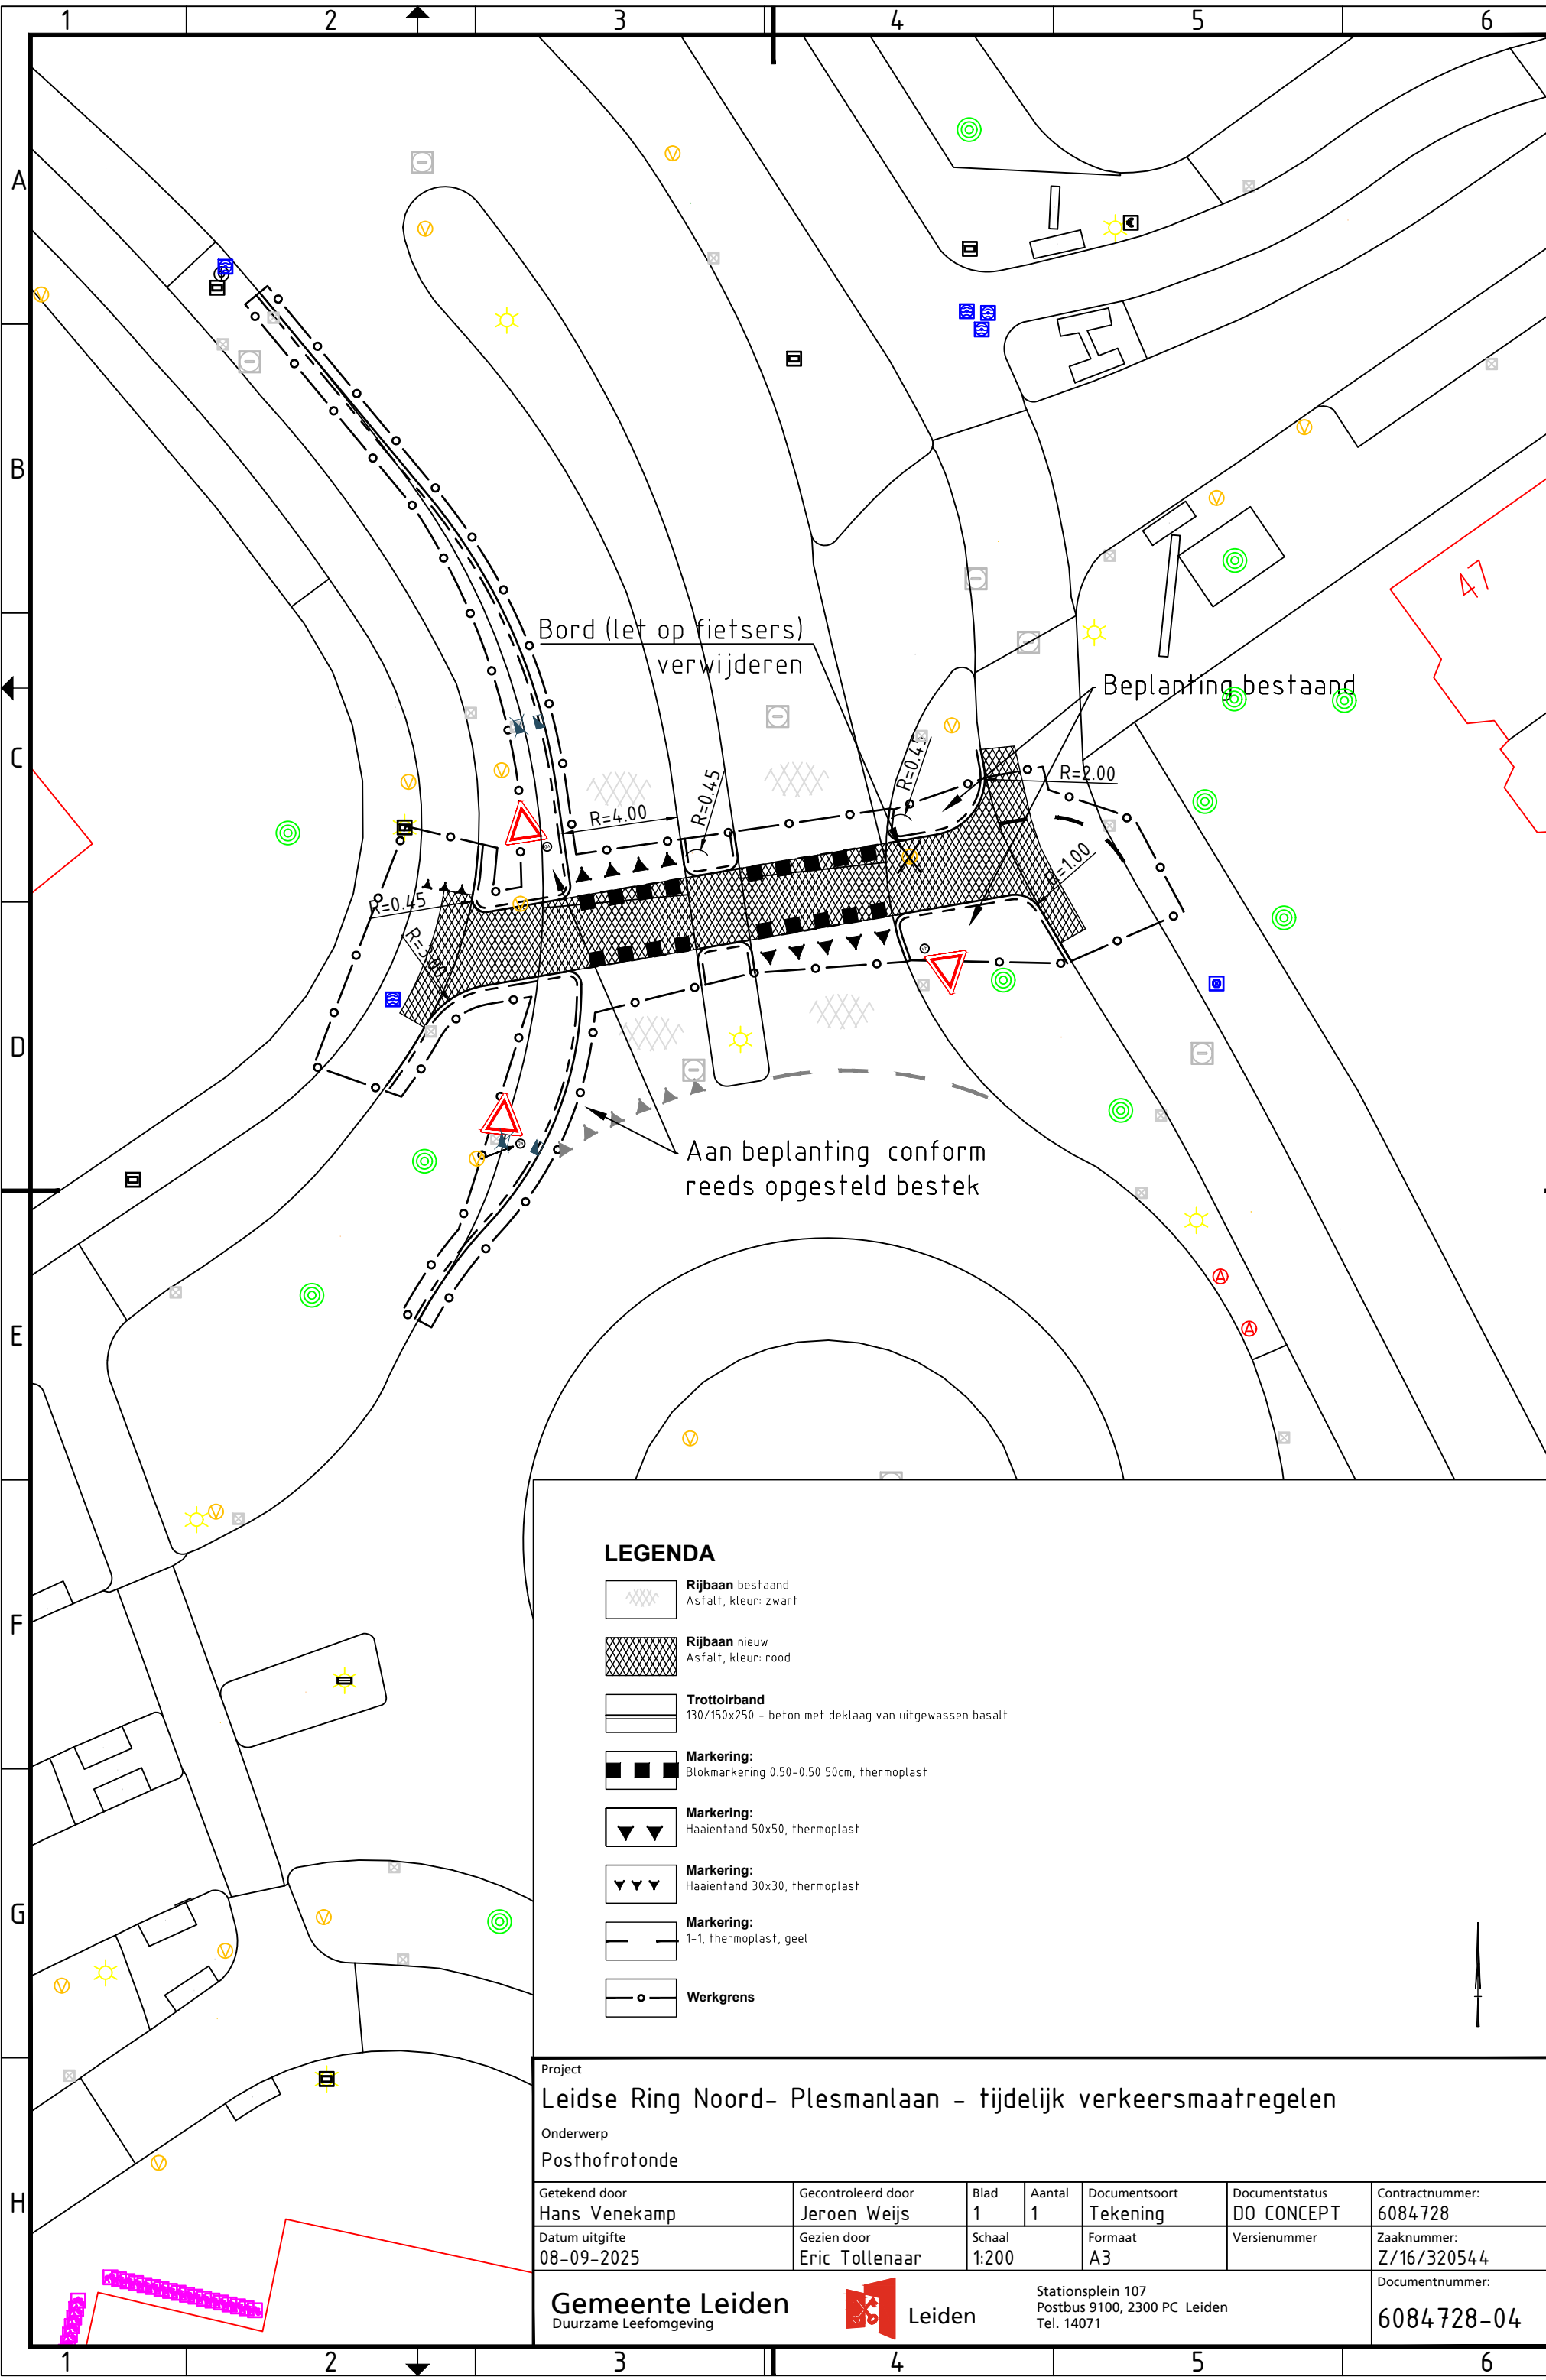 1 2 3 4 5 6
A
B
C
D
E
F
G
H
47
Bord (let op fietsers)
verwijderen
Beplanting bestaand
R=0.45
R=2.00
R=0.45
R=4.00
R=1.00
R=0.45
R=3.00
Aan beplanting conform
reeds opgesteld bestek
LEGENDA
Rijbaan bestaand
Asfalt, kleur: zwart
Rijbaan nieuw
Asfalt, kleur: rood
Trottoirband
130/150x250 - beton met deklaag van uitgewassen basalt
Markering:
Blokmarkering 0.50-0.50 50cm, thermoplast
Markering:
Haaientand 50x50, thermoplast
Markering:
Haaientand 30x30, thermoplast
Markering:
1-1, thermoplast, geel
Werkgrens
Project
Leidse Ring Noord- Plesmanlaan - tijdelijk verkeersmaatregelen
Onderwerp
Posthofrotonde
Getekend door Gecontroleerd door Blad Aantal Documentsoort Documentstatus Contractnummer:
Hans Venekamp Jeroen Weijs 1 1 Tekening DO CONCEPT 6084728
Datum uitgifte Gezien door Schaal Formaat Versienummer Zaaknummer:
08-09-2025 Eric Tollenaar 1:200 A3 Z/16/320544
Gemeente Leiden
Duurzame Leefomgeving
Leiden
Stationsplein 107
Postbus 9100, 2300 PC Leiden
Tel. 14071
Documentnummer:
6084728-04
1 2 3 4 5 6